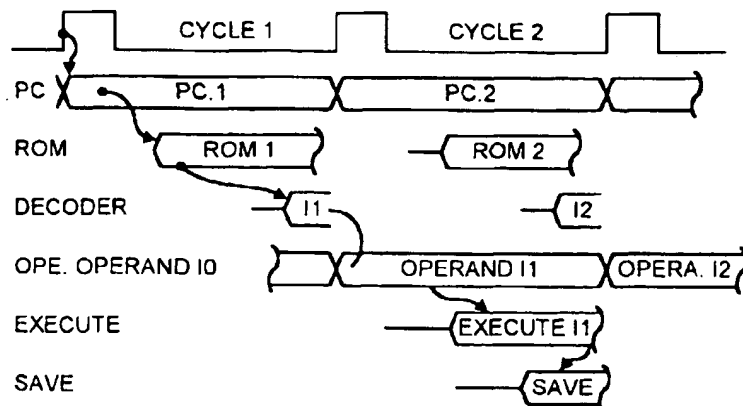 CYCLE 1 CYCLE 2
PC PC.1 PC.2
ROM ROM 1 ROM 2
DECODER I1 I2
OPE. OPERAND I0 OPERAND I1 OPERA. I2
EXECUTE EXECUTE I1
SAVE SAVE